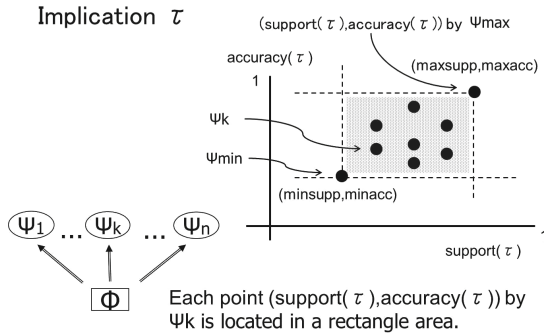 Implication τ
(support(τ),accuracy(τ)) by Ψmax
accuracy(τ)
(maxsupp,maxacc)
1
Ψk
Ψmin
(minsupp,minacc)
Ψ1 ... Ψk ... Ψn
support(τ)
Φ
Each point (support(τ),accuracy(τ)) by
Ψk is located in a rectangle area.